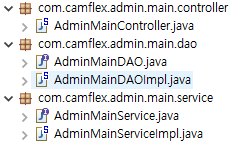 com.camflex.admin.main.controller
AdminMainController.java
com.camflex.admin.main.dao
AdminMainDAO.java
AdminMainDAOImpl.java
com.camflex.admin.main.service
AdminMainService.java
AdminMainServiceImpl.java